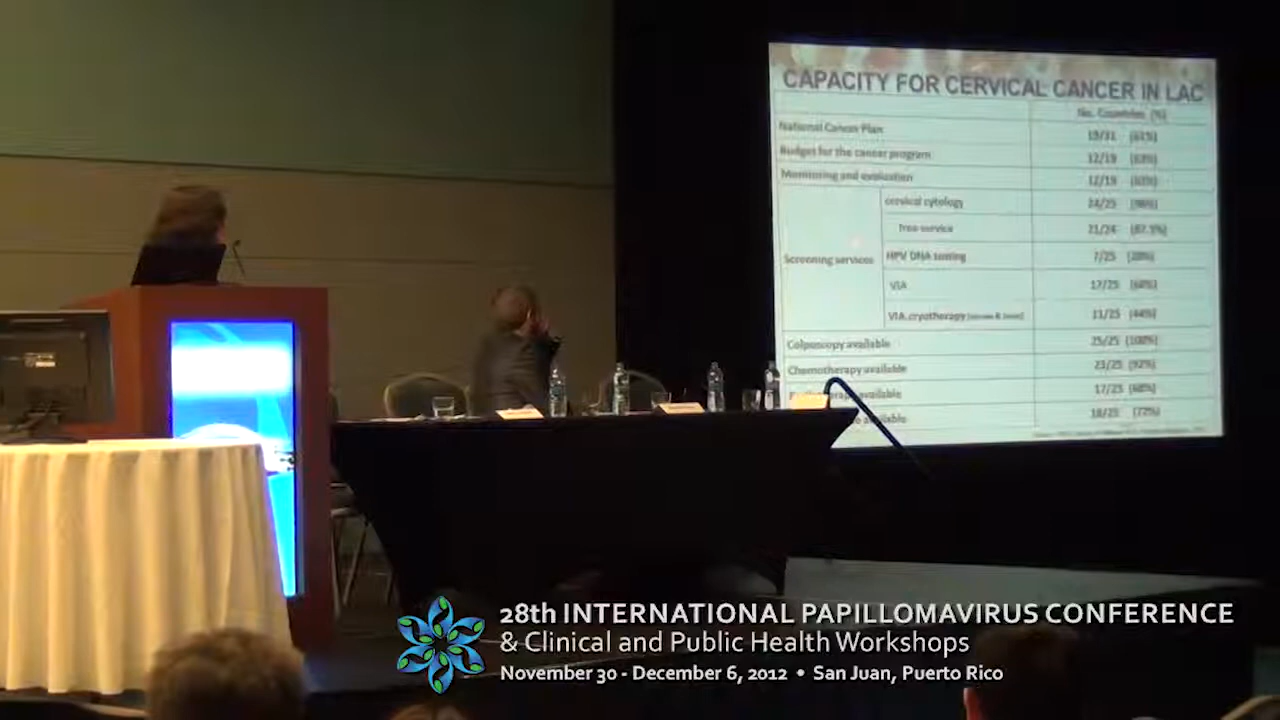 CAPACITY FOR CERVICAL CANCER IN LAC
No. Countries (%)
National Cancer Plan 19/31 (61%)
Budget for the cancer program 12/19 (63%)
Monitoring and evaluation 12/19 (63%)
Screening services
cervical cytology 24/25 (96%)
free service 21/24 (87.5%)
HPV DNA testing 7/25 (28%)
VIA 17/25 (68%)
VIA, cryotherapy 11/25 (44%)
Colposcopy available 25/25 (100%)
Chemotherapy available 23/25 (92%)
available 17/25 (68%)
available 18/25 (72%)
28th INTERNATIONAL PAPILLOMAVIRUS CONFERENCE
& Clinical and Public Health Workshops
November 30 - December 6, 2012 • San Juan, Puerto Rico